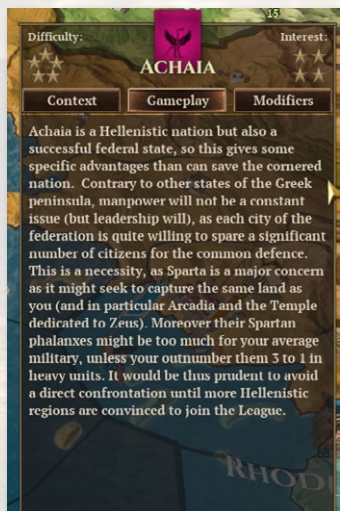 15
Difficulty:
Interest:
ACHAIA
Context
Gameplay
Modifiers
Achaia is a Hellenistic nation but also a
successful federal state, so this gives some
specific advantages than can save the cornered
nation. Contrary to other states of the Greek
peninsula, manpower will not be a constant
issue (but leadership will), as each city of the
federation is quite willing to spare a significant
number of citizens for the common defence.
This is a necessity, as Sparta is a major concern
as it might seek to capture the same land as
you (and in particular Arcadia and the Temple
dedicated to Zeus). Moreover their Spartan
phalanxes might be too much for your average
military, unless your outnumber them 3 to 1 in
heavy units. It would be thus prudent to avoid
a direct confrontation until more Hellenistic
regions are convinced to join the League.